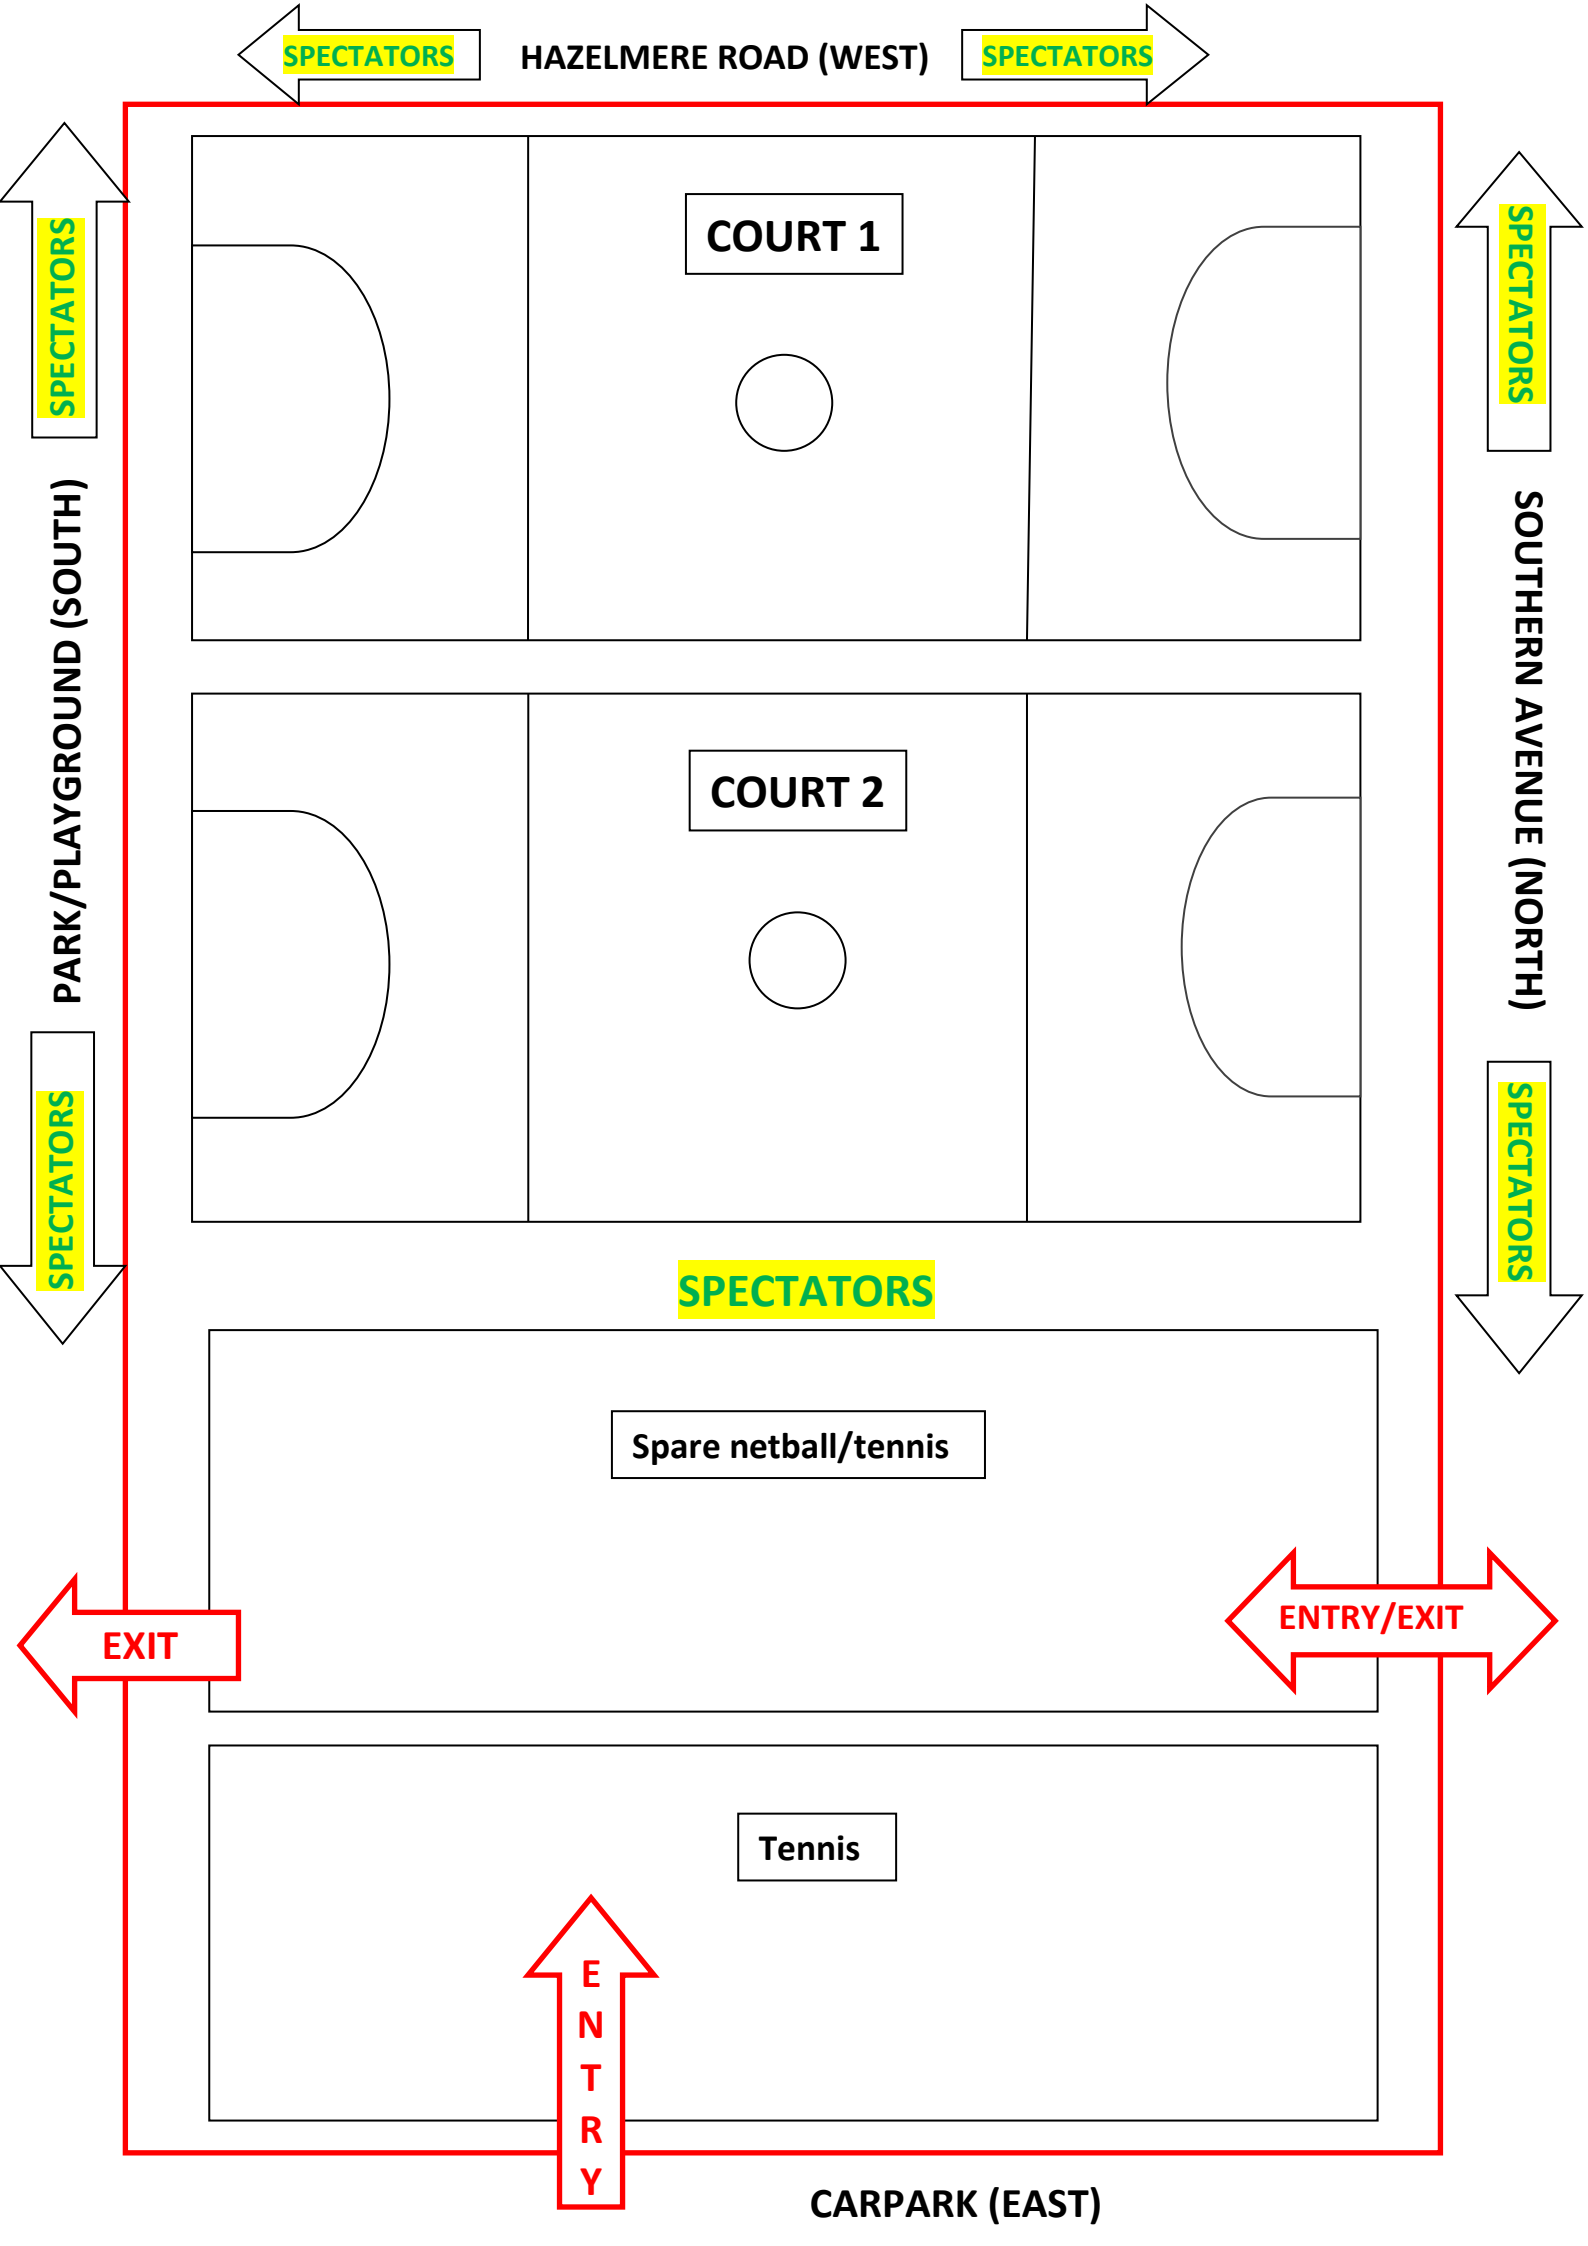 SPECTATORS
HAZELMERE ROAD (WEST)
SPECTATORS
SPECTATORS
SPECTATORS
COURT 1
PARK/PLAYGROUND (SOUTH)
SOUTHERN AVENUE (NORTH)
COURT 2
SPECTATORS
SPECTATORS
SPECTATORS
Spare netball/tennis
EXIT
ENTRY/EXIT
Tennis
E
N
T
R
Y
CARPARK (EAST)